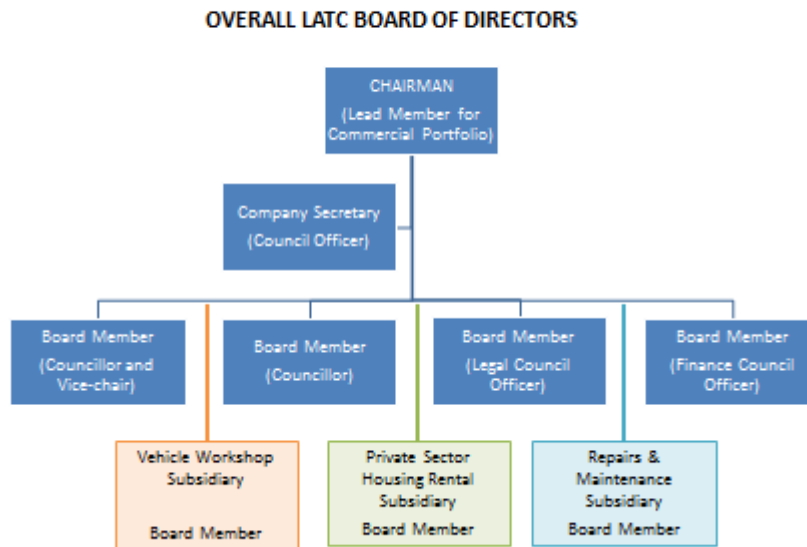 OVERALL LATC BOARD OF DIRECTORS
CHAIRMAN
(Lead Member for
Commercial Portfolio)
Company Secretary
(Council Officer)
Board Member
(Councillor and
Vice-chair)
Board Member
(Councillor)
Board Member
(Legal Council
Officer)
Board Member
(Finance Council
Officer)
Vehicle Workshop
Subsidiary
Board Member
Private Sector
Housing Rental
Subsidiary
Board Member
Repairs &
Maintenance
Subsidiary
Board Member